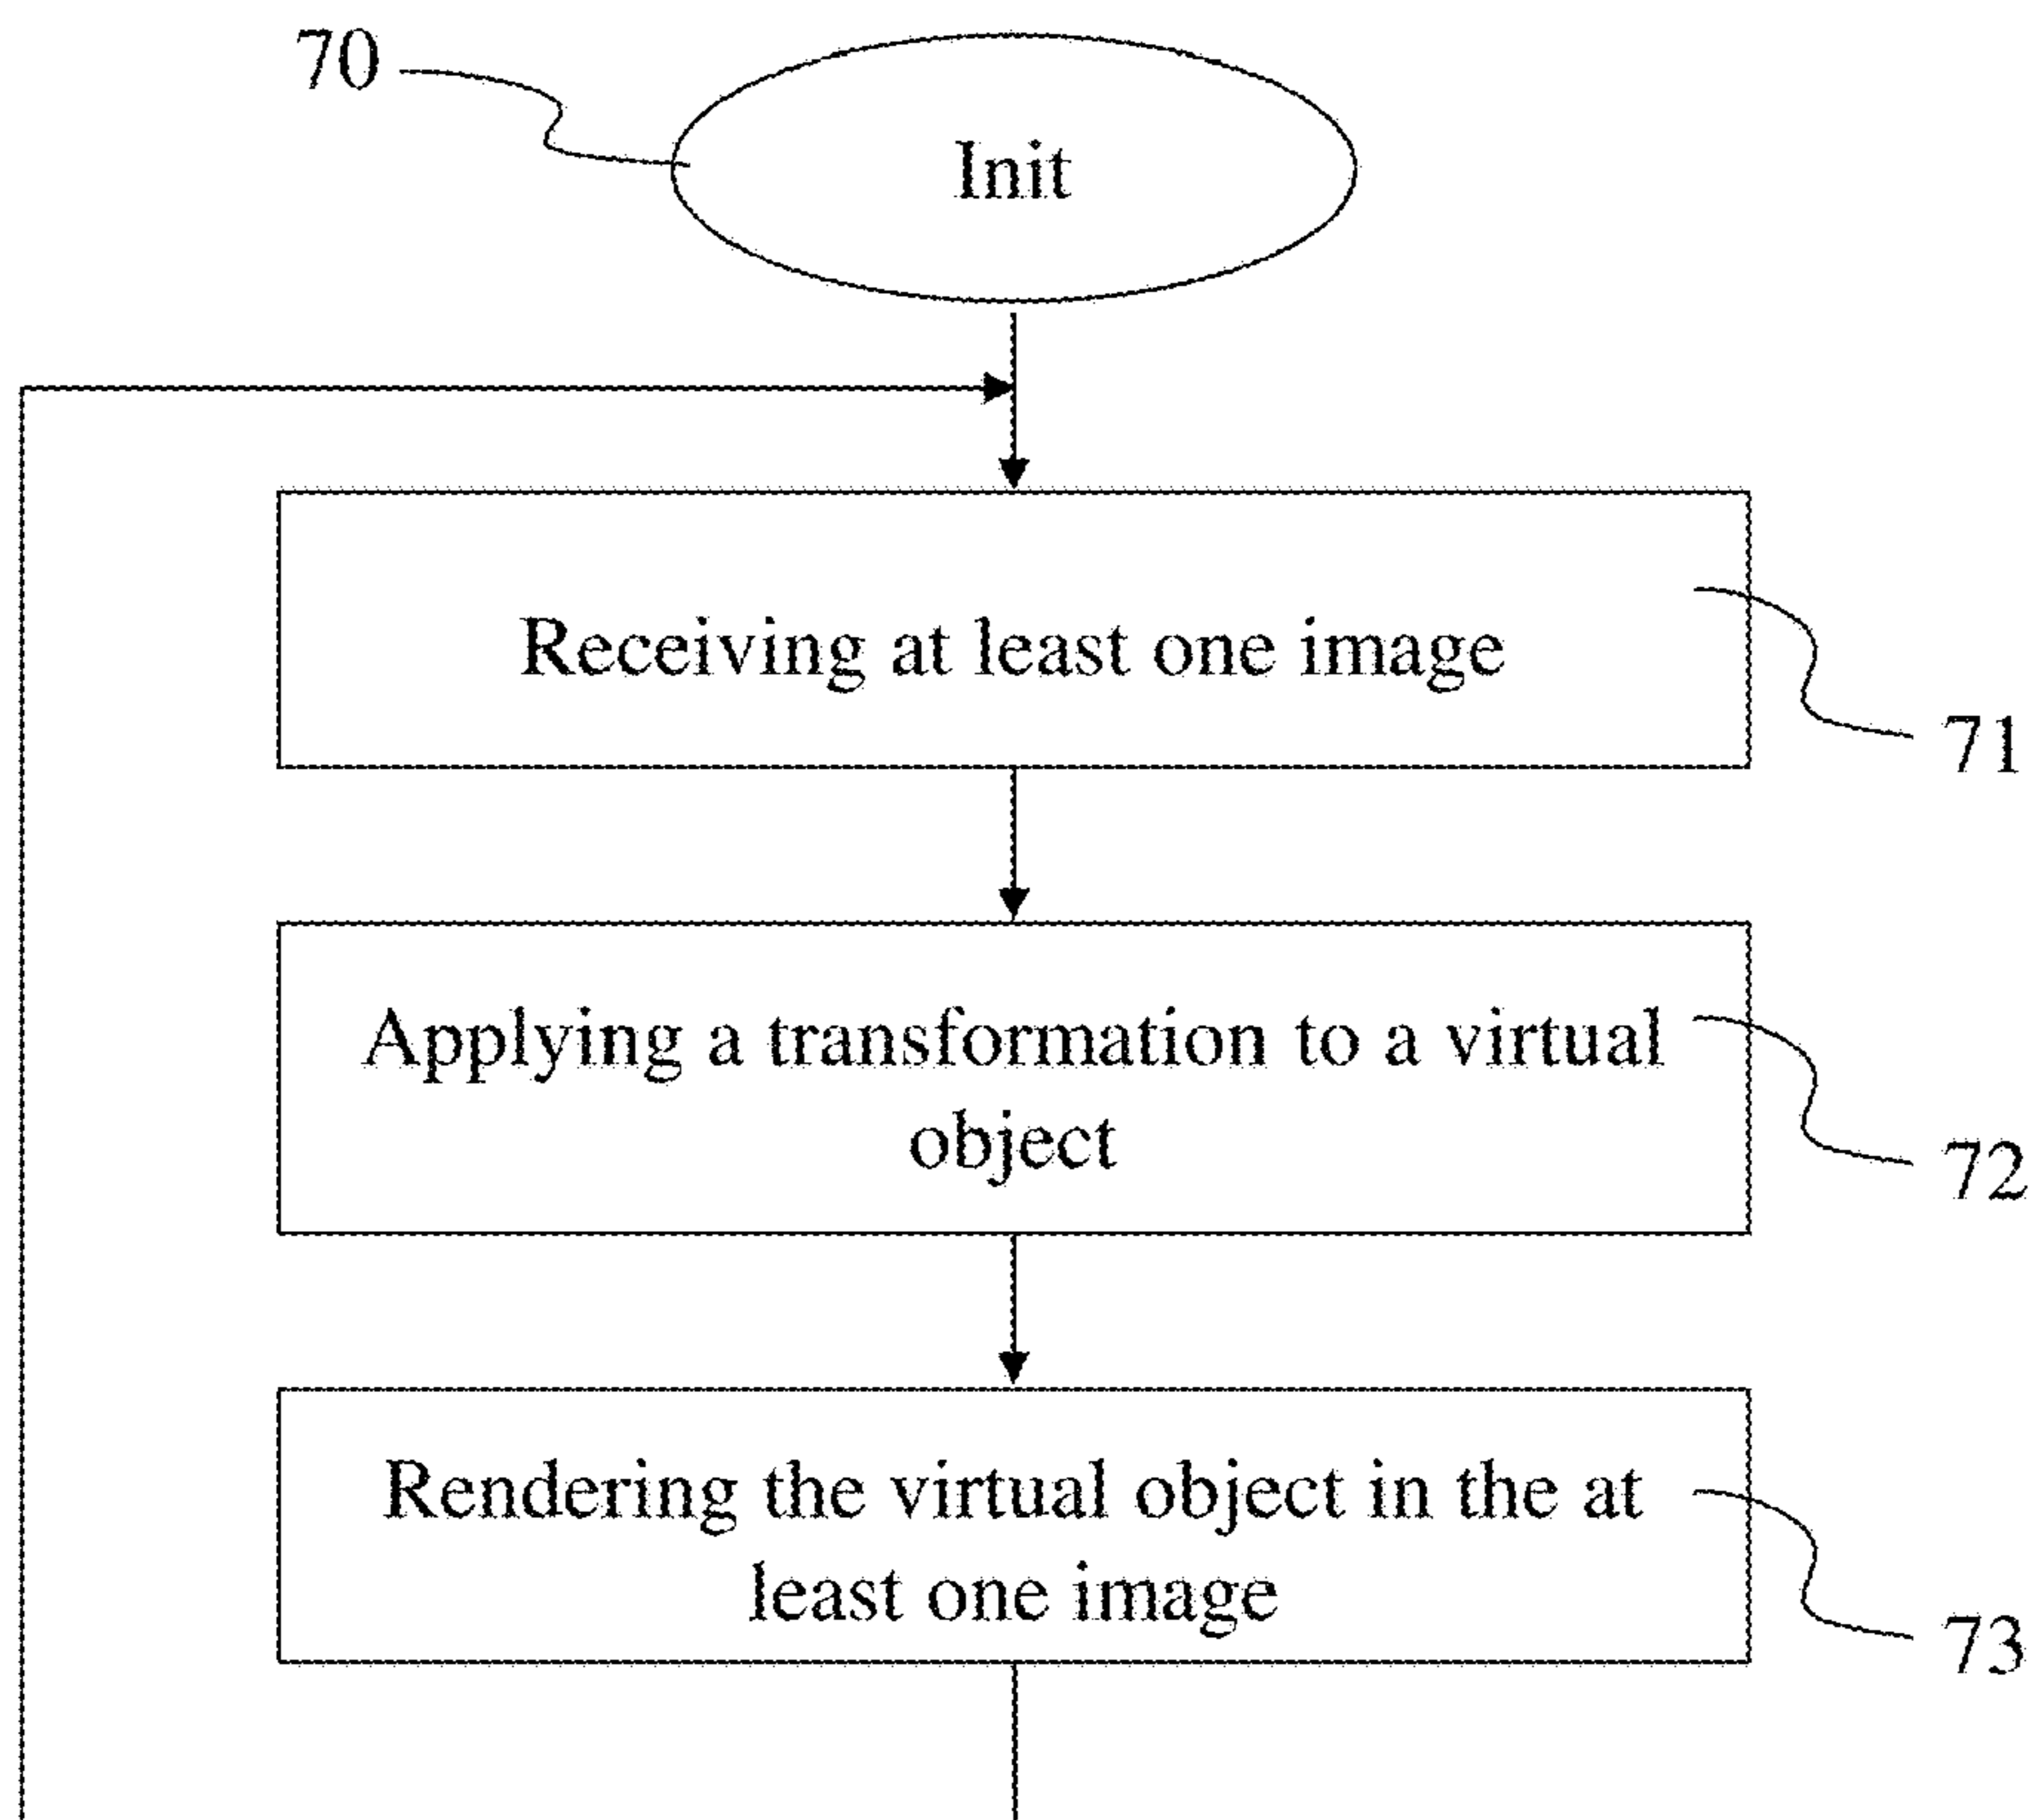 70
Init
Receiving at least one image
71
Applying a transformation to a virtual
object
72
Rendering the virtual object in the at
least one image
73